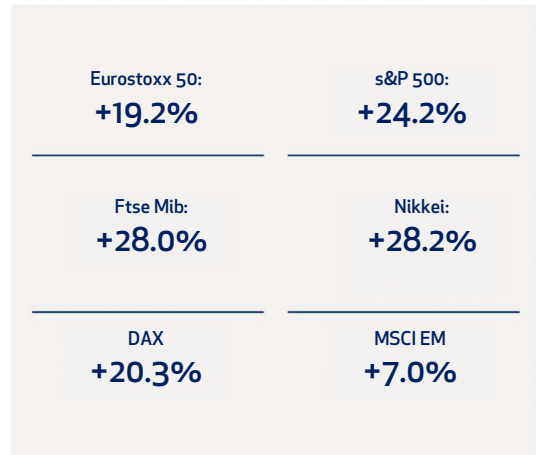 Eurostoxx 50:
+19.2%
s&P 500:
+24.2%
Ftse Mib:
+28.0%
Nikkei:
+28.2%
DAX
+20.3%
MSCI EM
+7.0%